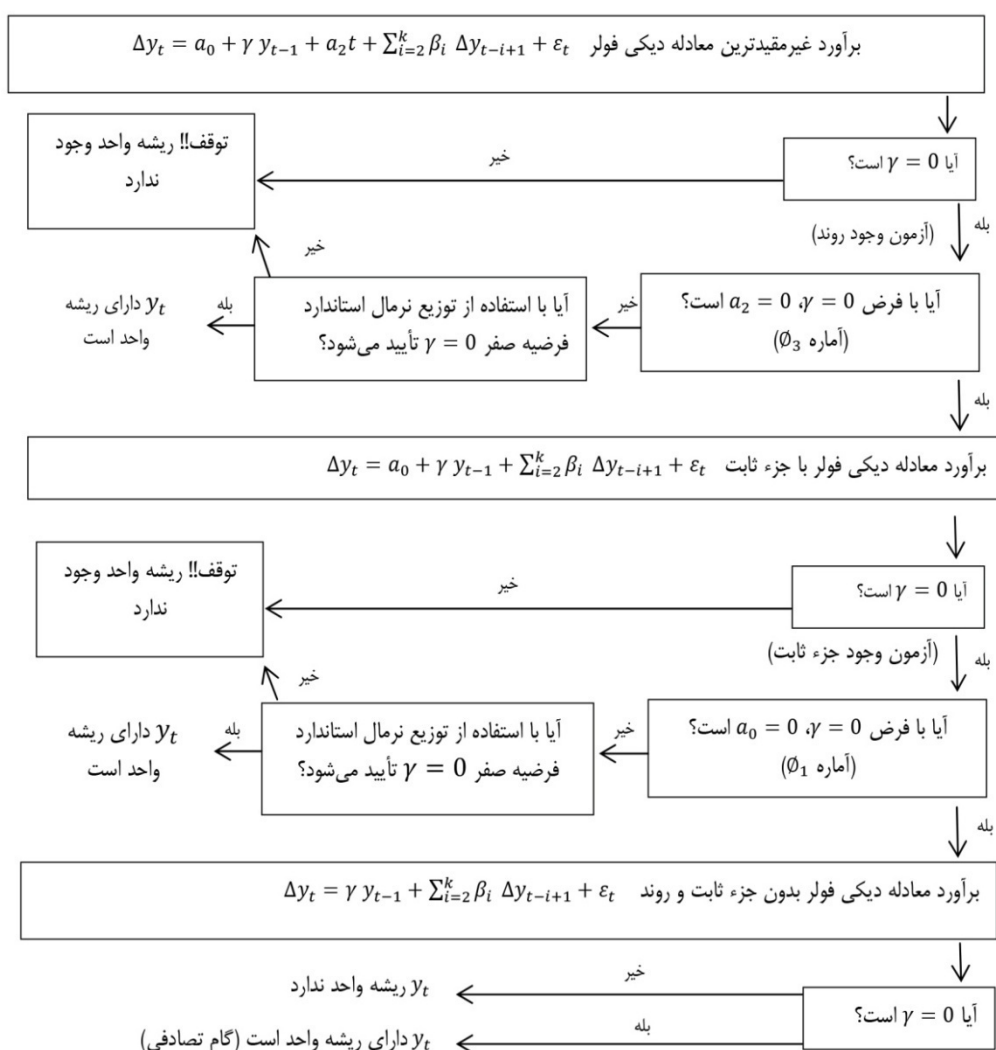 برآورد غیرمقیدترین معادله دیکی فولر Δy_t = a_0 + γ y_{t-1} + a_2 t + Σ_{i=2}^{k} β_i Δy_{t-i+1} + ε_t
آیا γ = 0 است؟
خیر
توقف!! ریشه واحد وجود
ندارد
بله
(آزمون وجود روند)
آیا با فرض γ = 0، a_2 = 0 است؟
(آماره Ø_3)
خیر
آیا با استفاده از توزیع نرمال استاندارد
فرضیه صفر γ = 0 تأیید می‌شود؟
خیر
بله
y_t دارای ریشه
واحد است
بله
برآورد معادله دیکی فولر با جزء ثابت Δy_t = a_0 + γ y_{t-1} + Σ_{i=2}^{k} β_i Δy_{t-i+1} + ε_t
آیا γ = 0 است؟
خیر
توقف!! ریشه واحد وجود
ندارد
بله
(آزمون وجود جزء ثابت)
آیا با فرض γ = 0، a_0 = 0 است؟
(آماره Ø_1)
خیر
آیا با استفاده از توزیع نرمال استاندارد
فرضیه صفر γ = 0 تأیید می‌شود؟
خیر
بله
y_t دارای ریشه
واحد است
بله
برآورد معادله دیکی فولر بدون جزء ثابت و روند Δy_t = γ y_{t-1} + Σ_{i=2}^{k} β_i Δy_{t-i+1} + ε_t
آیا γ = 0 است؟
خیر
y_t ریشه واحد ندارد
بله
y_t دارای ریشه واحد است (گام تصادفی)